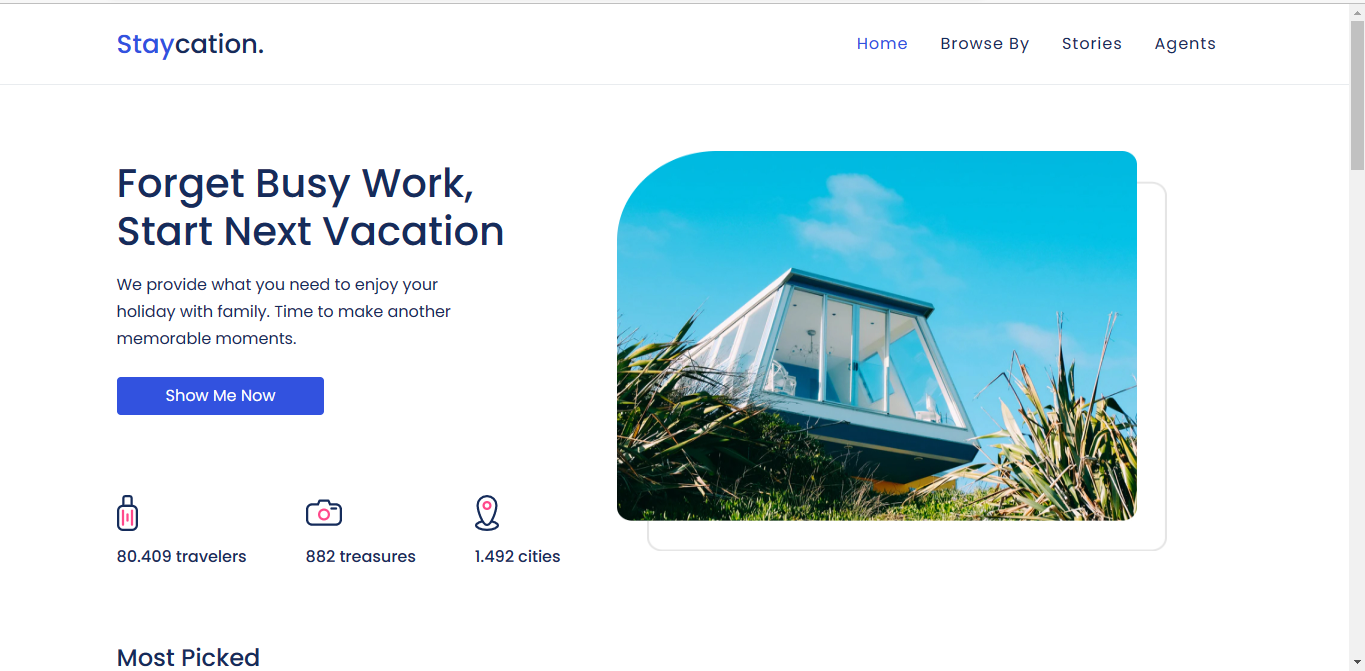 Staycation.
Home Browse By Stories Agents
Forget Busy Work,
Start Next Vacation
We provide what you need to enjoy your
holiday with family. Time to make another
memorable moments.
Show Me Now
80.409 travelers
882 treasures
1.492 cities
Most Picked